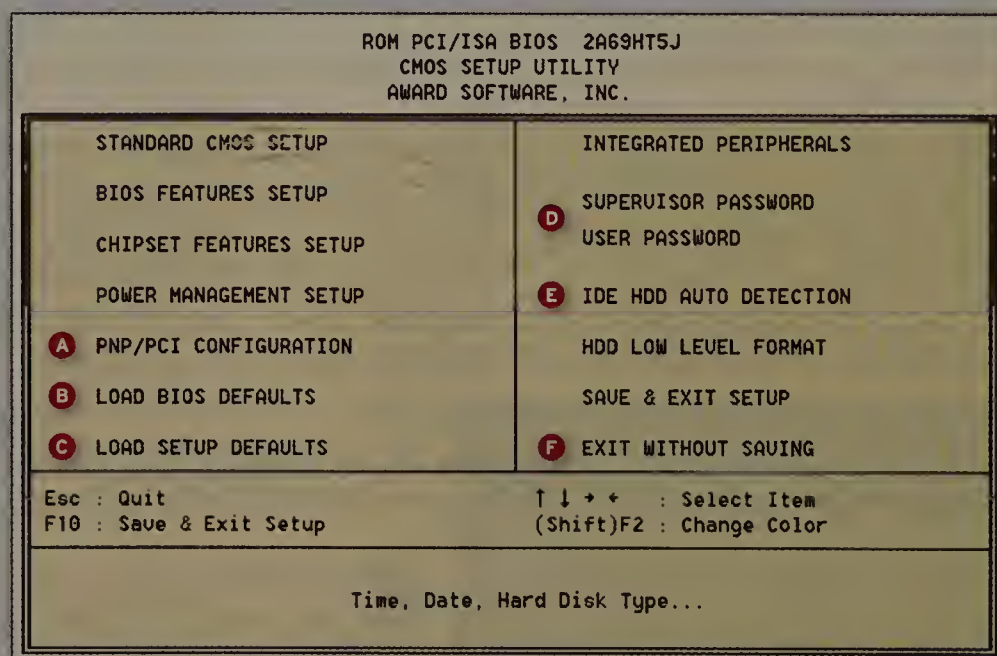 ROM PCI/ISA BIOS 2A69HT5J
CMOS SETUP UTILITY
AWARD SOFTWARE, INC.
STANDARD CMOS SETUP
BIOS FEATURES SETUP
CHIPSET FEATURES SETUP
POWER MANAGEMENT SETUP
A PNP/PCI CONFIGURATION
B LOAD BIOS DEFAULTS
C LOAD SETUP DEFAULTS
INTEGRATED PERIPHERALS
D SUPERVISOR PASSWORD
USER PASSWORD
E IDE HDD AUTO DETECTION
HDD LOW LEVEL FORMAT
SAVE & EXIT SETUP
F EXIT WITHOUT SAVING
Esc : Quit
F10 : Save & Exit Setup
↑ ↓ → ← : Select Item
(Shift)F2 : Change Color
Time, Date, Hard Disk Type...